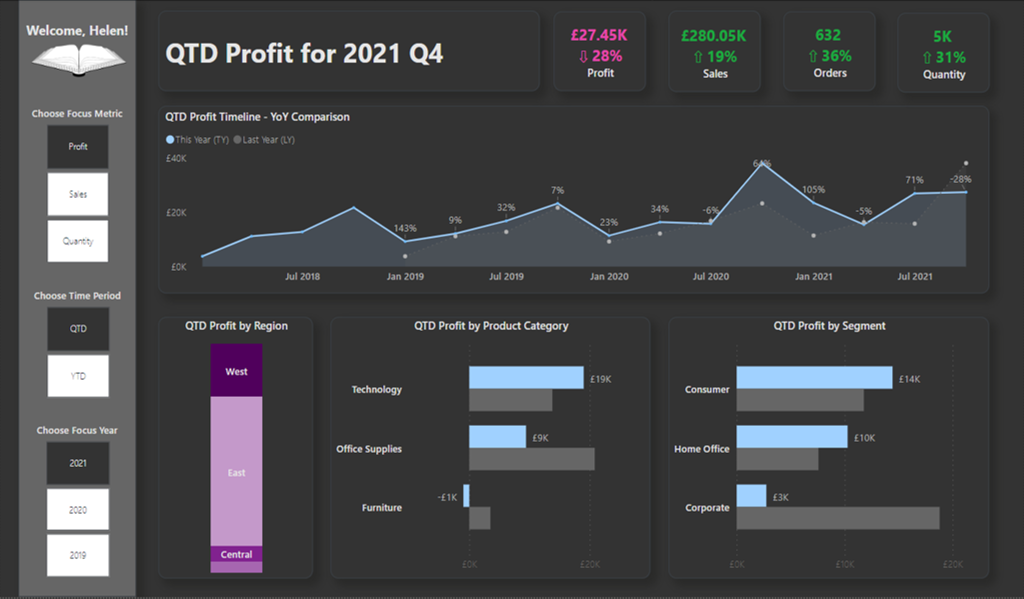 Welcome, Helen!
Choose Focus Metric
Profit
Sales
Quantity
Choose Time Period
QTD
YTD
Choose Focus Year
2021
2020
2019
QTD Profit for 2021 Q4
£27.45K
⇩ 28%
Profit
£280.05K
⇧ 19%
Sales
632
⇧ 36%
Orders
5K
⇧ 31%
Quantity
QTD Profit Timeline - YoY Comparison
This Year (TY) Last Year (LY)
£40K
£20K
£0K
143%
9%
32%
7%
23%
34%
-6%
64%
105%
-5%
71%
-28%
Jul 2018
Jan 2019
Jul 2019
Jan 2020
Jul 2020
Jan 2021
Jul 2021
QTD Profit by Region
West
East
Central
QTD Profit by Product Category
Technology
£19K
Office Supplies
£9K
Furniture
-£1K
£0K
£20K
QTD Profit by Segment
Consumer
£14K
Home Office
£10K
Corporate
£3K
£0K
£10K
£20K